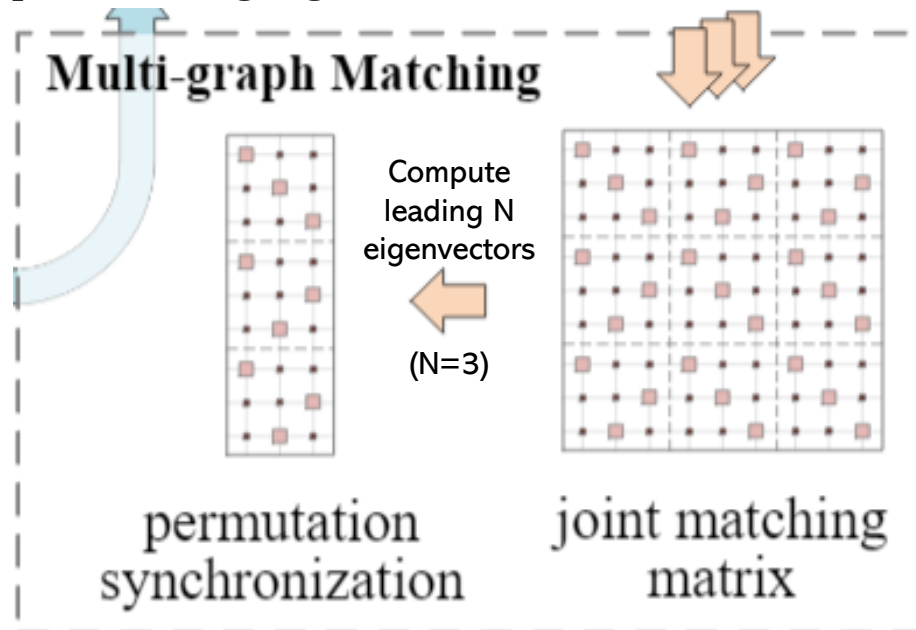 Multi-graph Matching
Compute
leading N
eigenvectors
(N=3)
permutation
synchronization
joint matching
matrix